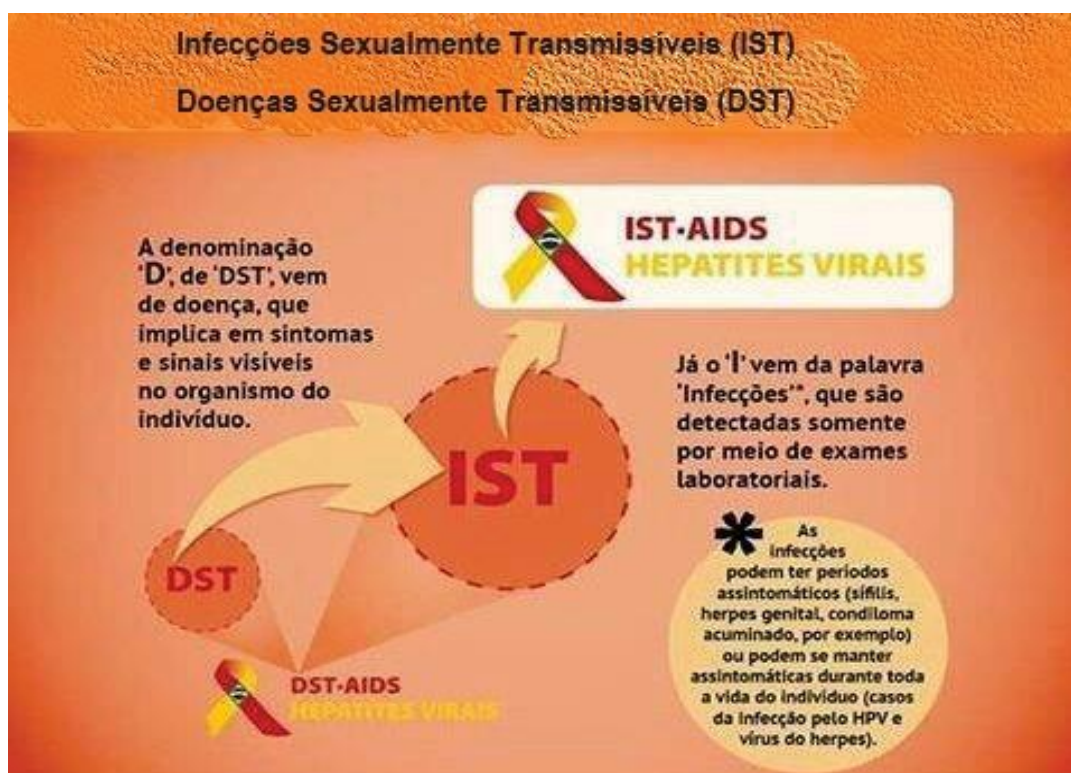 Infecções Sexualmente Transmissíveis (IST)
Doenças Sexualmente Transmissíveis (DST)
IST-AIDS
HEPATITES VIRAIS
A denominação
'D', de 'DST', vem
de doença, que
implica em sintomas
e sinais visíveis
no organismo do
indivíduo.
Já o 'I' vem da palavra
'Infecções'*, que são
detectadas somente
por meio de exames
laboratoriais.
IST
DST
DST-AIDS
HEPATITES VIRAIS
* As
infecções
podem ter períodos
assintomáticos (sífilis,
herpes genital, condiloma
acuminado, por exemplo)
ou podem se manter
assintomáticas durante toda
a vida do indivíduo (casos
da infecção pelo HPV e
vírus do herpes).